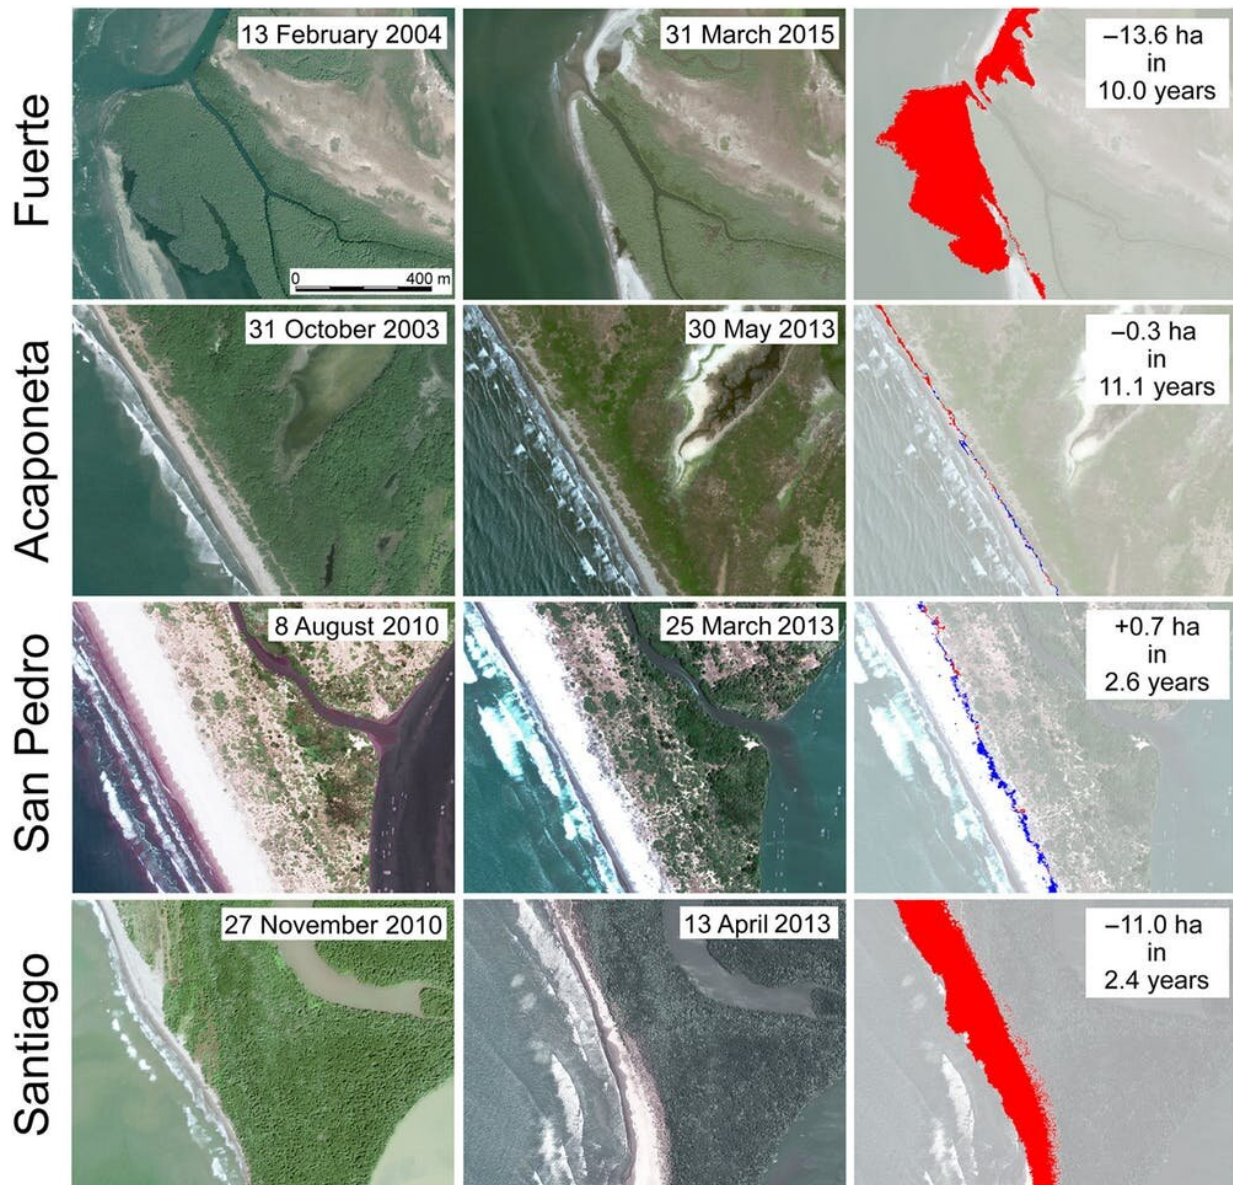 Fuerte
13 February 2004
0 400 m
31 March 2015
–13.6 ha
in
10.0 years
Acaponeta
31 October 2003
30 May 2013
–0.3 ha
in
11.1 years
San Pedro
8 August 2010
25 March 2013
+0.7 ha
in
2.6 years
Santiago
27 November 2010
13 April 2013
–11.0 ha
in
2.4 years